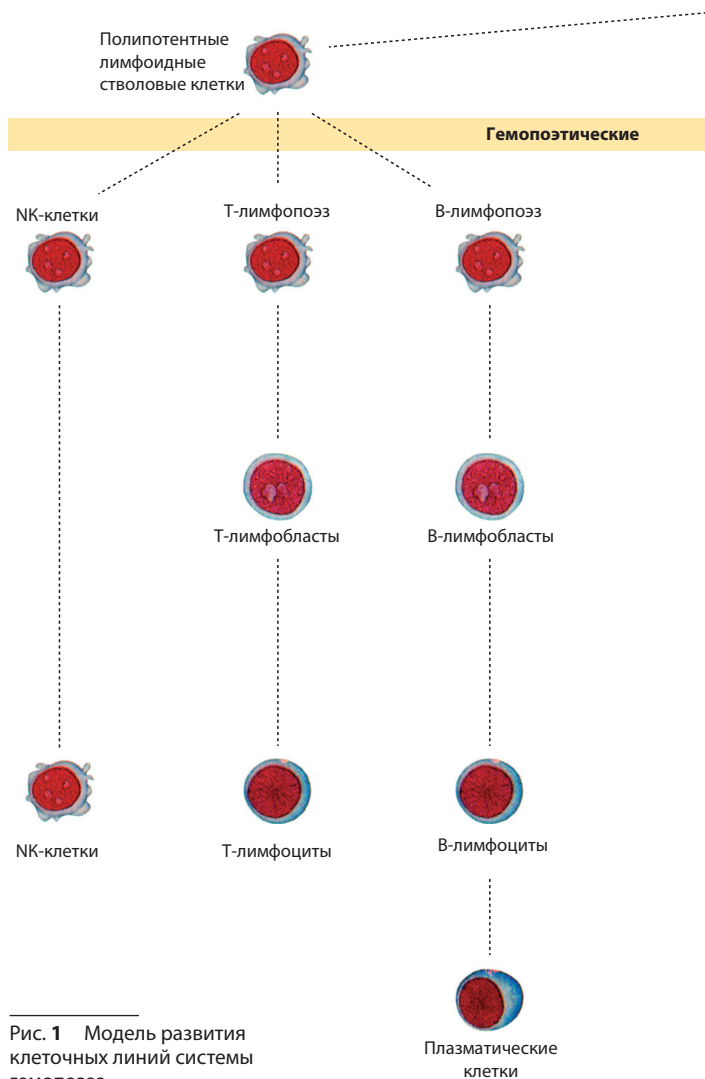 Полипотентные
лимфоидные
стволовые клетки
Гемопоэтические
NK-клетки
Т-лимфопоэз
В-лимфопоэз
Т-лимфобласты
В-лимфобласты
NK-клетки
Т-лимфоциты
В-лимфоциты
Плазматические
клетки
Рис. 1 Модель развития
клеточных линий системы